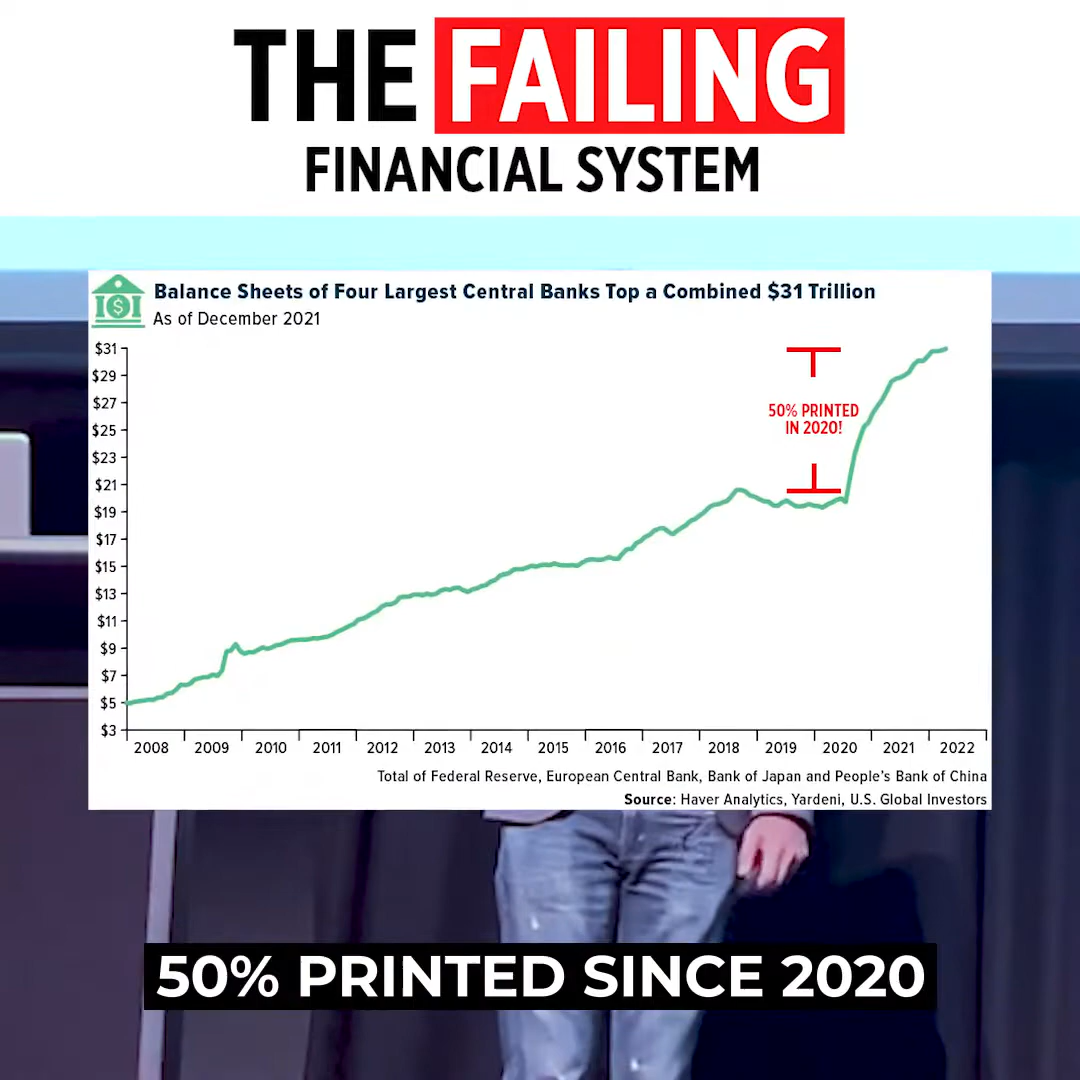 THE FAILING
FINANCIAL SYSTEM
Balance Sheets of Four Largest Central Banks Top a Combined $31 Trillion
As of December 2021
$31
$29
$27
$25
$23
$21
$19
$17
$15
$13
$11
$9
$7
$5
$3
50% PRINTED
IN 2020!
2008 2009 2010 2011 2012 2013 2014 2015 2016 2017 2018 2019 2020 2021 2022
Total of Federal Reserve, European Central Bank, Bank of Japan and People's Bank of China
Source: Haver Analytics, Yardeni, U.S. Global Investors
50% PRINTED SINCE 2020